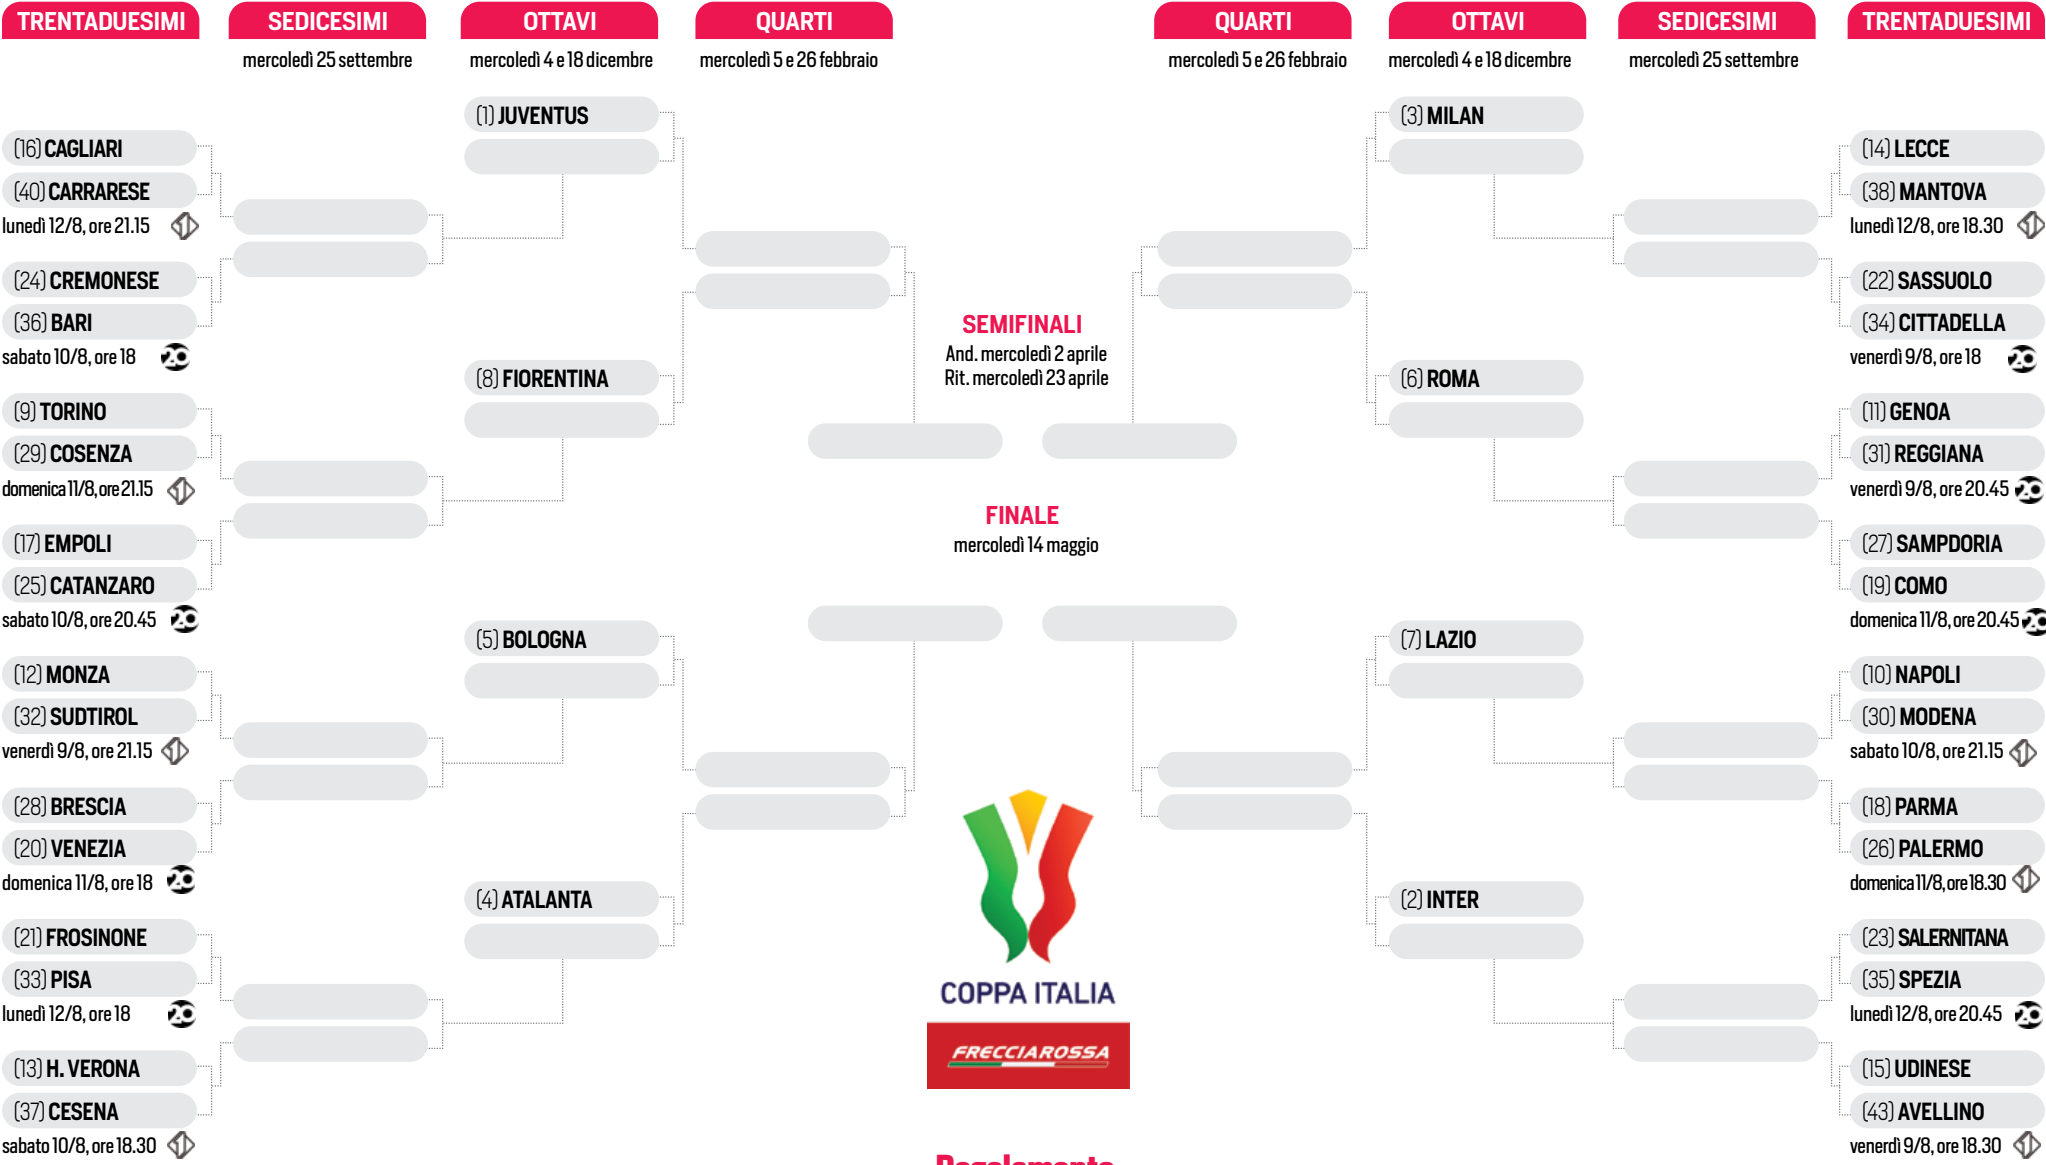 TRENTADUESIMI
SEDICESIMI
OTTAVI
QUARTI
QUARTI
OTTAVI
SEDICESIMI
TRENTADUESIMI
mercoledì 25 settembre
mercoledì 4 e 18 dicembre
mercoledì 5 e 26 febbraio
mercoledì 5 e 26 febbraio
mercoledì 4 e 18 dicembre
mercoledì 25 settembre
(16) CAGLIARI
(40) CARRARESE
lunedì 12/8, ore 21.15
(24) CREMONESE
(36) BARI
sabato 10/8, ore 18
20
(9) TORINO
(29) COSENZA
domenica 11/8, ore 21.15
(17) EMPOLI
(25) CATANZARO
sabato 10/8, ore 20.45
20
(12) MONZA
(32) SUDTIROL
venerdì 9/8, ore 21.15
(28) BRESCIA
(20) VENEZIA
domenica 11/8, ore 18
20
(21) FROSINONE
(33) PISA
lunedì 12/8, ore 18
20
(13) H. VERONA
(37) CESENA
sabato 10/8, ore 18.30
(1) JUVENTUS
(8) FIORENTINA
(5) BOLOGNA
(4) ATALANTA
SEMIFINALI
And. mercoledì 2 aprile
Rit. mercoledì 23 aprile
FINALE
mercoledì 14 maggio
COPPA ITALIA
FRECCIAROSSA
Regolamento
(3) MILAN
(6) ROMA
(7) LAZIO
(2) INTER
(14) LECCE
(38) MANTOVA
lunedì 12/8, ore 18.30
(22) SASSUOLO
(34) CITTADELLA
venerdì 9/8, ore 18
20
(11) GENOA
(31) REGGIANA
venerdì 9/8, ore 20.45
20
(27) SAMPDORIA
(19) COMO
domenica 11/8, ore 20.45
20
(10) NAPOLI
(30) MODENA
sabato 10/8, ore 21.15
(18) PARMA
(26) PALERMO
domenica 11/8, ore 18.30
(23) SALERNITANA
(35) SPEZIA
lunedì 12/8, ore 20.45
20
(15) UDINESE
(43) AVELLINO
venerdì 9/8, ore 18.30